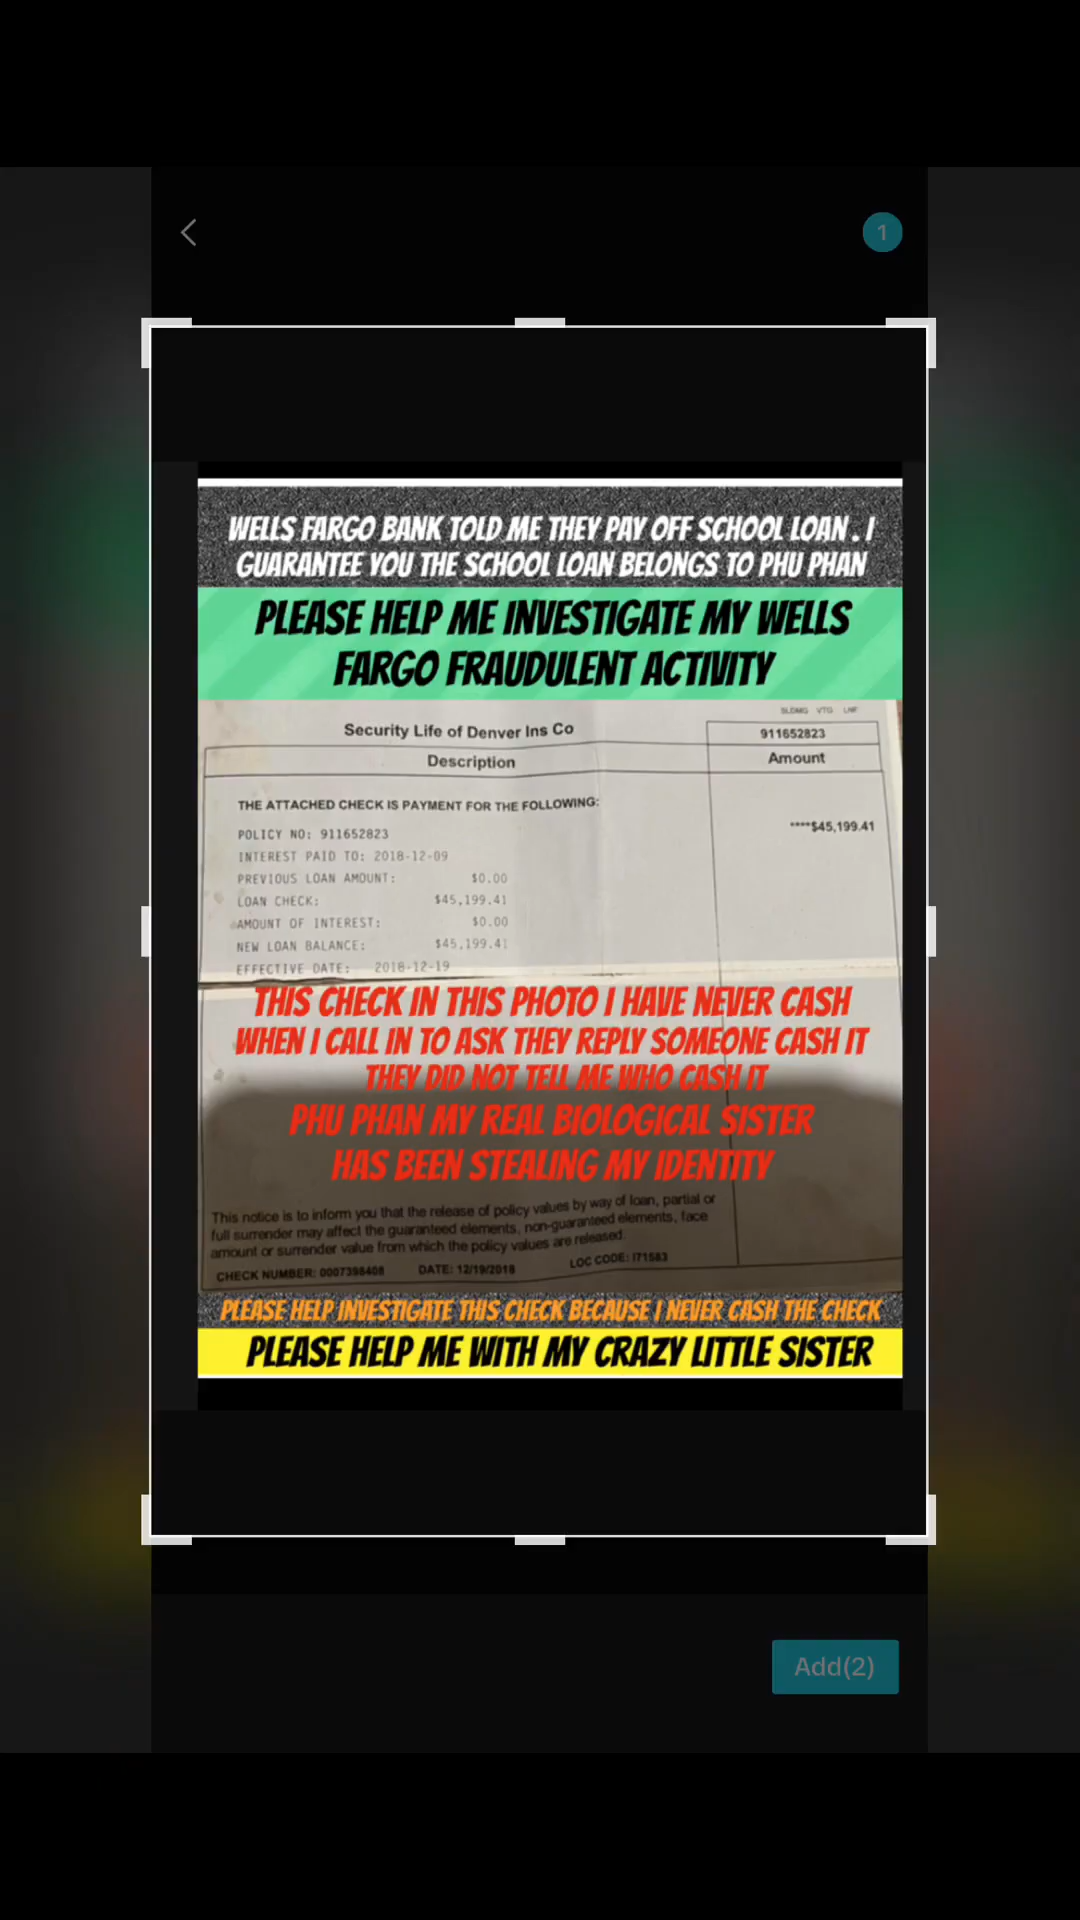 1
WELLS FARGO BANK TOLD ME THEY PAY OFF SCHOOL LOAN . I
GUARANTEE YOU THE SCHOOL LOAN BELONGS TO PHU PHAN
PLEASE HELP ME INVESTIGATE MY WELLS
FARGO FRAUDULENT ACTIVITY
SLDMG VTG LNF
Security Life of Denver Ins Co
911652823
Description
Amount
THE ATTACHED CHECK IS PAYMENT FOR THE FOLLOWING:
****$45,199.41
POLICY NO: 911652823
INTEREST PAID TO: 2018-12-09
PREVIOUS LOAN AMOUNT: $0.00
LOAN CHECK: $45,199.41
AMOUNT OF INTEREST: $0.00
NEW LOAN BALANCE: $45,199.41
EFFECTIVE DATE: 2018-12-19
THIS CHECK IN THIS PHOTO I HAVE NEVER CASH
WHEN I CALL IN TO ASK THEY REPLY SOMEONE CASH IT
THEY DID NOT TELL ME WHO CASH IT
PHU PHAN MY REAL BIOLOGICAL SISTER
HAS BEEN STEALING MY IDENTITY
This notice is to inform you that the release of policy values by way of loan, partial or
full surrender may affect the guaranteed elements, non-guaranteed elements, face
amount or surrender value from which the policy values are released.
CHECK NUMBER: 0007398408 DATE: 12/19/2018 LOC CODE: I71583
PLEASE HELP INVESTIGATE THIS CHECK BECAUSE I NEVER CASH THE CHECK
PLEASE HELP ME WITH MY CRAZY LITTLE SISTER
Add(2)